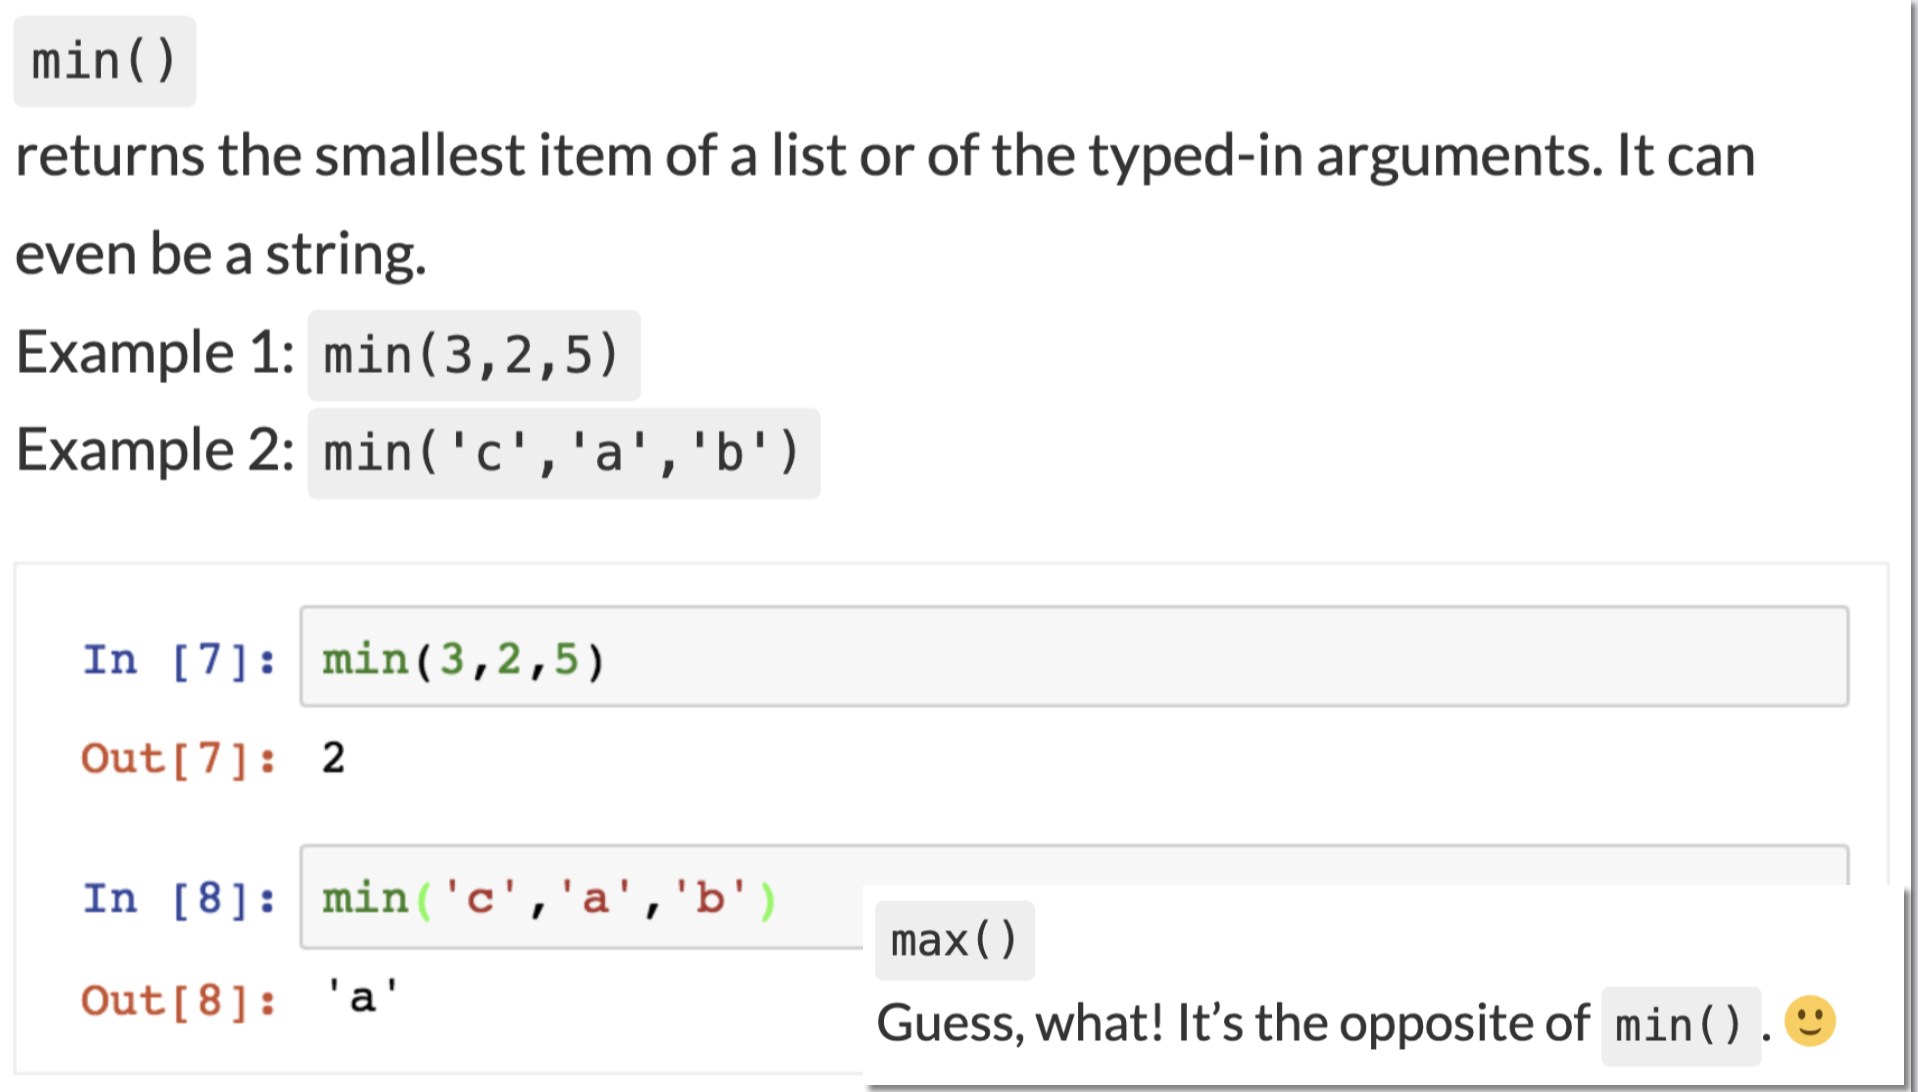 min()
returns the smallest item of a list or of the typed-in arguments. It can
even be a string.
Example 1: min(3,2,5)
Example 2: min('c','a','b')
In [7]: min(3,2,5)
Out[7]: 2
In [8]: min('c','a','b')
Out[8]: 'a'
max()
Guess, what! It’s the opposite of min(). 🙂